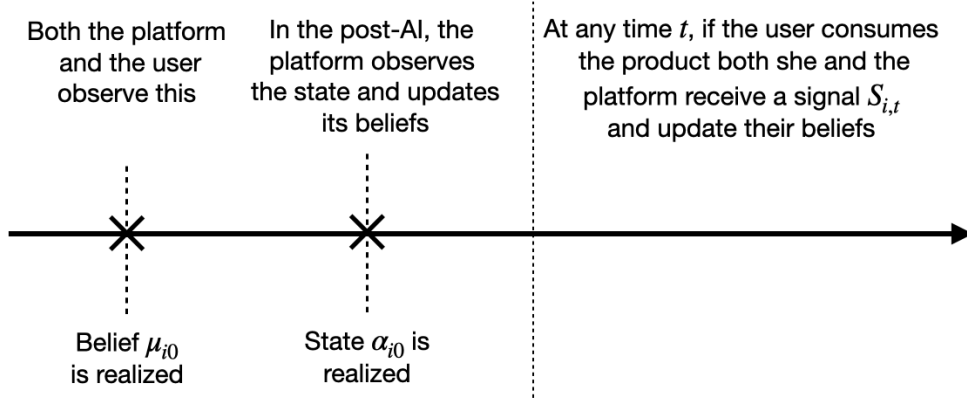 Both the platform
and the user
observe this
In the post-AI, the
platform observes
the state and updates
its beliefs
At any time t, if the user consumes
the product both she and the
platform receive a signal S_{i,t}
and update their beliefs
Belief μ_{i0}
is realized
State α_{i0} is
realized